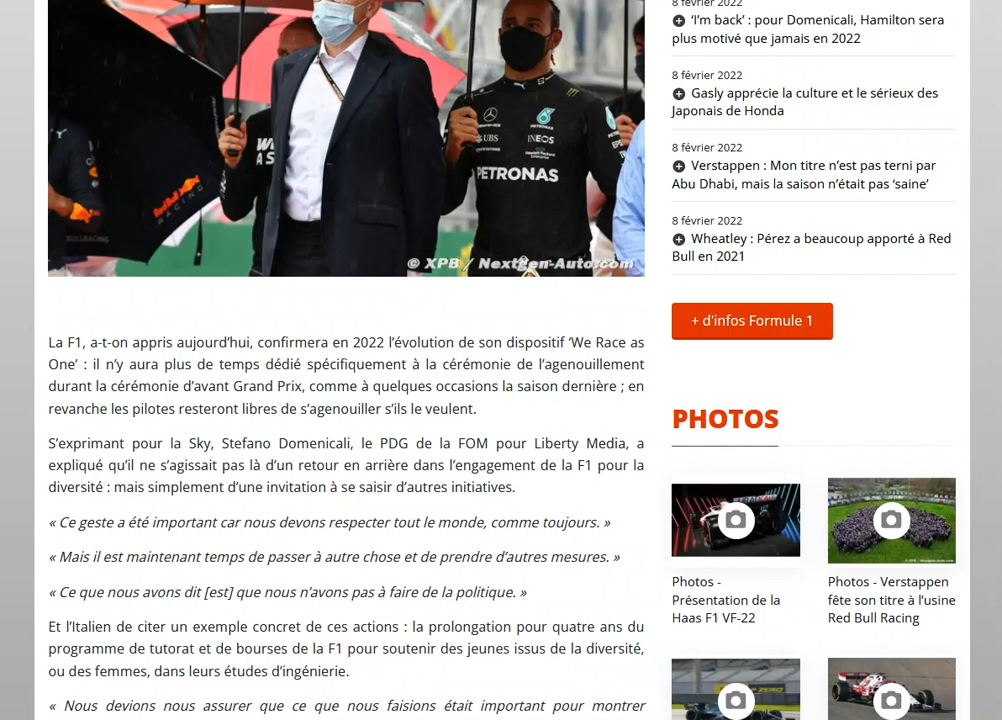 WE
A S
UBS
PETRONAS
INEOS
PETRONAS
Red Bull
RACING
© XPB / NextGen-Auto.com
La F1, a-t-on appris aujourd’hui, confirmera en 2022 l’évolution de son dispositif ‘We Race as
One’ : il n’y aura plus de temps dédié spécifiquement à la cérémonie de l’agenouillement
durant la cérémonie d’avant Grand Prix, comme à quelques occasions la saison dernière ; en
revanche les pilotes resteront libres de s’agenouiller s’ils le veulent.
S’exprimant pour la Sky, Stefano Domenicali, le PDG de la FOM pour Liberty Media, a
expliqué qu’il ne s’agissait pas là d’un retour en arrière dans l’engagement de la F1 pour la
diversité : mais simplement d’une invitation à se saisir d’autres initiatives.
« Ce geste a été important car nous devons respecter tout le monde, comme toujours. »
« Mais il est maintenant temps de passer à autre chose et de prendre d’autres mesures. »
« Ce que nous avons dit [est] que nous n’avons pas à faire de la politique. »
Et l’Italien de citer un exemple concret de ces actions : la prolongation pour quatre ans du
programme de tutorat et de bourses de la F1 pour soutenir des jeunes issus de la diversité,
ou des femmes, dans leurs études d’ingénierie.
« Nous devions nous assurer que ce que nous faisions était important pour montrer
8 février 2022
‘I’m back’ : pour Domenicali, Hamilton sera
plus motivé que jamais en 2022
8 février 2022
Gasly apprécie la culture et le sérieux des
Japonais de Honda
8 février 2022
Verstappen : Mon titre n’est pas terni par
Abu Dhabi, mais la saison n’était pas ‘saine’
8 février 2022
Wheatley : Pérez a beaucoup apporté à Red
Bull en 2021
+ d'infos Formule 1
PHOTOS
Photos -
Présentation de la
Haas F1 VF-22
Photos - Verstappen
fête son titre à l’usine
Red Bull Racing